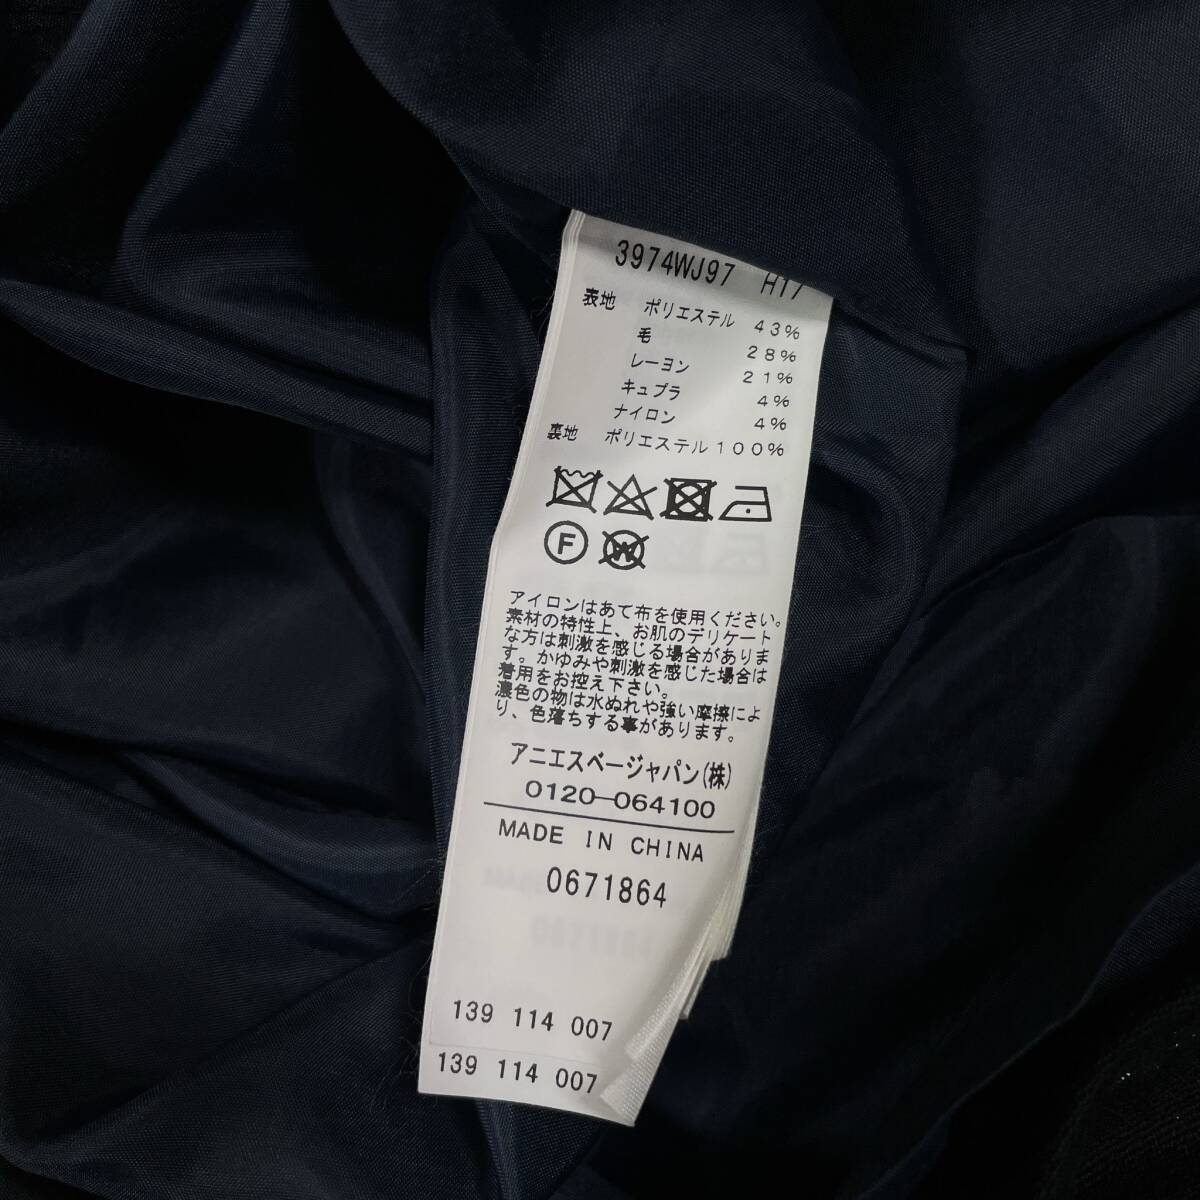 3974WJ97 H17
表地 ポリエステル 43%
毛 28%
レーヨン 21%
キュプラ 4%
ナイロン 4%
裏地 ポリエステル100%
F W
アイロンはあて布を使用ください。
素材の特性上、お肌のデリケート
な方は刺激を感じる場合がありま
す。かゆみや刺激を感じた場合は
着用をお控え下さい。
濃色の物は水ぬれや強い摩擦によ
り、色落ちする事があります。
アニエスベージャパン(株)
0120-064100
MADE IN CHINA
0671864
139 114 007
139 114 007